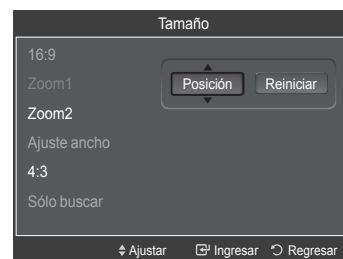 Tamaño
16:9
Zoom1
Posición Reiniciar
Zoom2
Ajuste ancho
4:3
Sólo buscar
Ajustar Ingresar Regresar